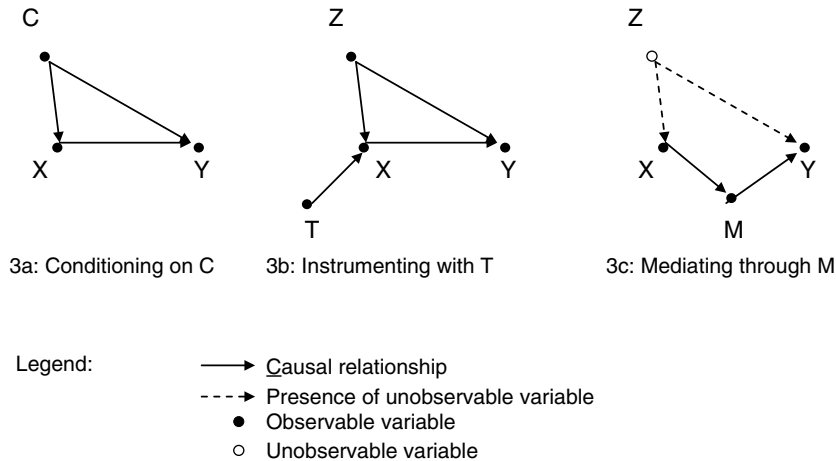 C
Z
Z
X
Y
X
Y
X
Y
T
M
3a: Conditioning on C
3b: Instrumenting with T
3c: Mediating through M
Legend:
Causal relationship
Presence of unobservable variable
Observable variable
Unobservable variable